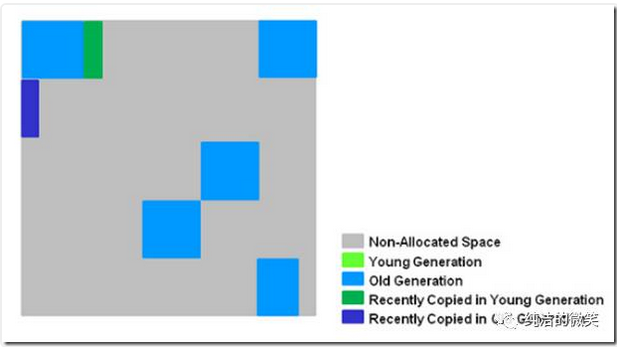 Non-Allocated Space
Young Generation
Old Generation
Recently Copied in Young Generation
Recently Copied in
纯洁的微笑